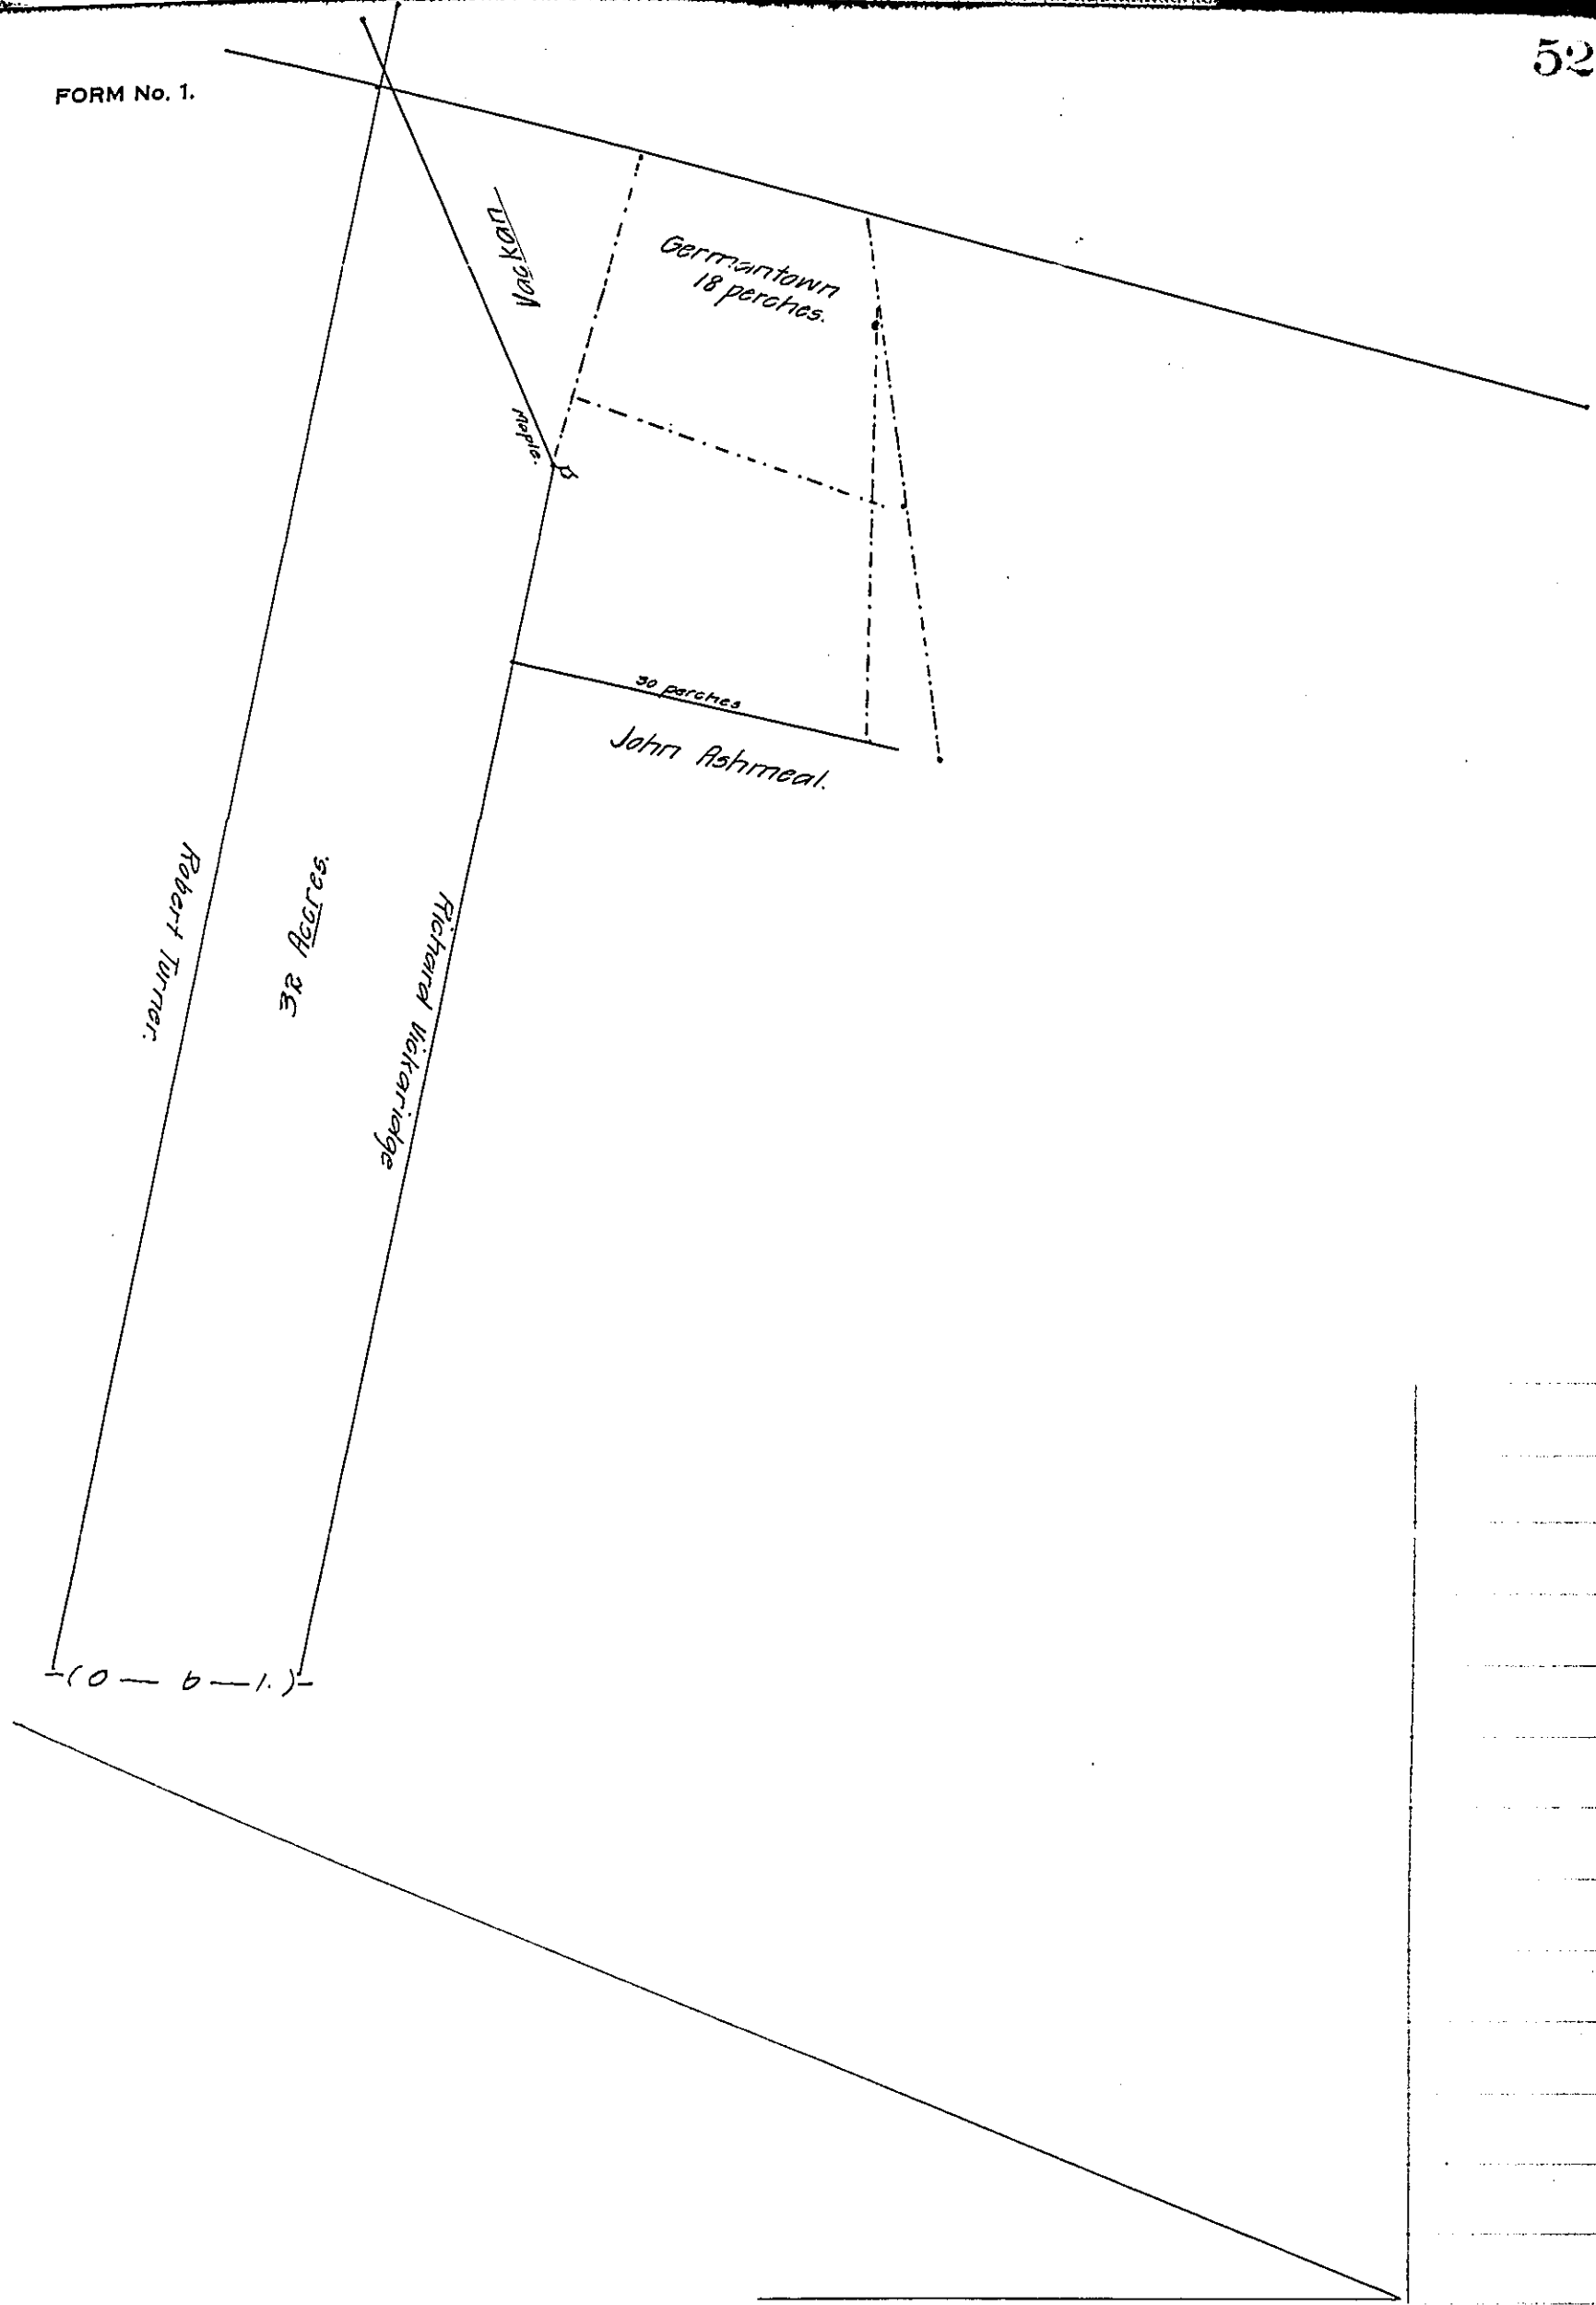 52
FORM No. 1.
Vackan
Germantown
18 perches.
Maple.
30 perches
John Ashmeal.
Robert Turner.
32 Accres.
Richard Vickaridge
-(0 — 6 — 1.)-